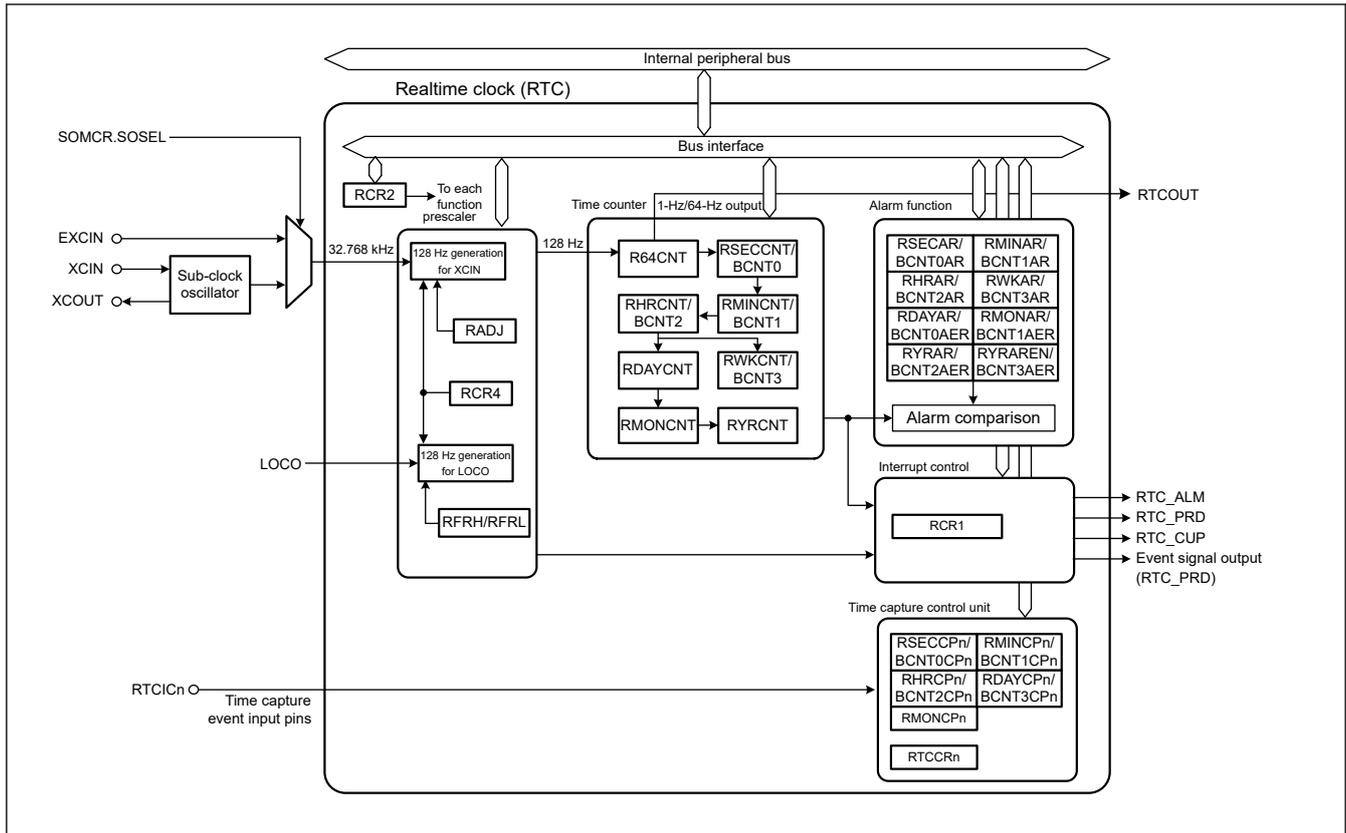 Internal peripheral bus
Realtime clock (RTC)
SOMCR.SOSEL
Bus interface
RCR2
To each
function
prescaler
1-Hz/64-Hz output
RTCOUT
Time counter
Alarm function
EXCIN
XCIN
XCOUT
Sub-clock
oscillator
32.768 kHz
128 Hz generation
for XCIN
128 Hz
RADJ
RCR4
LOCO
128 Hz generation
for LOCO
RFRH/RFRL
R64CNT
RSECCNT/
BCNT0
RHRCNT/
BCNT2
RMINCNT/
BCNT1
RDAYCNT
RWKCNT/
BCNT3
RMONCNT
RYRCNT
RSECAR/
BCNT0AR
RMINAR/
BCNT1AR
RHRAR/
BCNT2AR
RWKAR/
BCNT3AR
RDAYAR/
BCNT0AER
RMONAR/
BCNT1AER
RYRAR/
BCNT2AER
RYRAREN/
BCNT3AER
Alarm comparison
Interrupt control
RCR1
RTC_ALM
RTC_PRD
RTC_CUP
Event signal output
(RTC_PRD)
Time capture control unit
RSECCPn/
BCNT0CPn
RMINCPn/
BCNT1CPn
RHRCPn/
BCNT2CPn
RDAYCPn/
BCNT3CPn
RMONCPn
RTCCRn
RTCICn
Time capture
event input pins